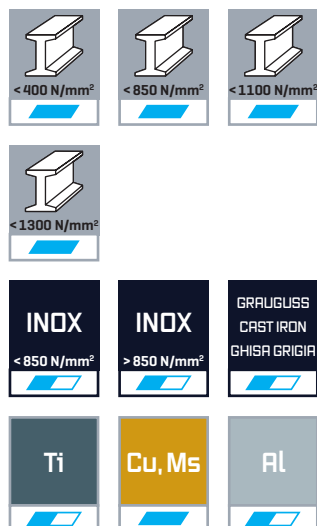 <400 N/mm²
<850 N/mm²
<1100 N/mm²
<1300 N/mm²
INOX
<850 N/mm²
INOX
>850 N/mm²
GRAUGUSS
CAST IRON
GHISA GRIGIA
Ti
Cu, Ms
Al